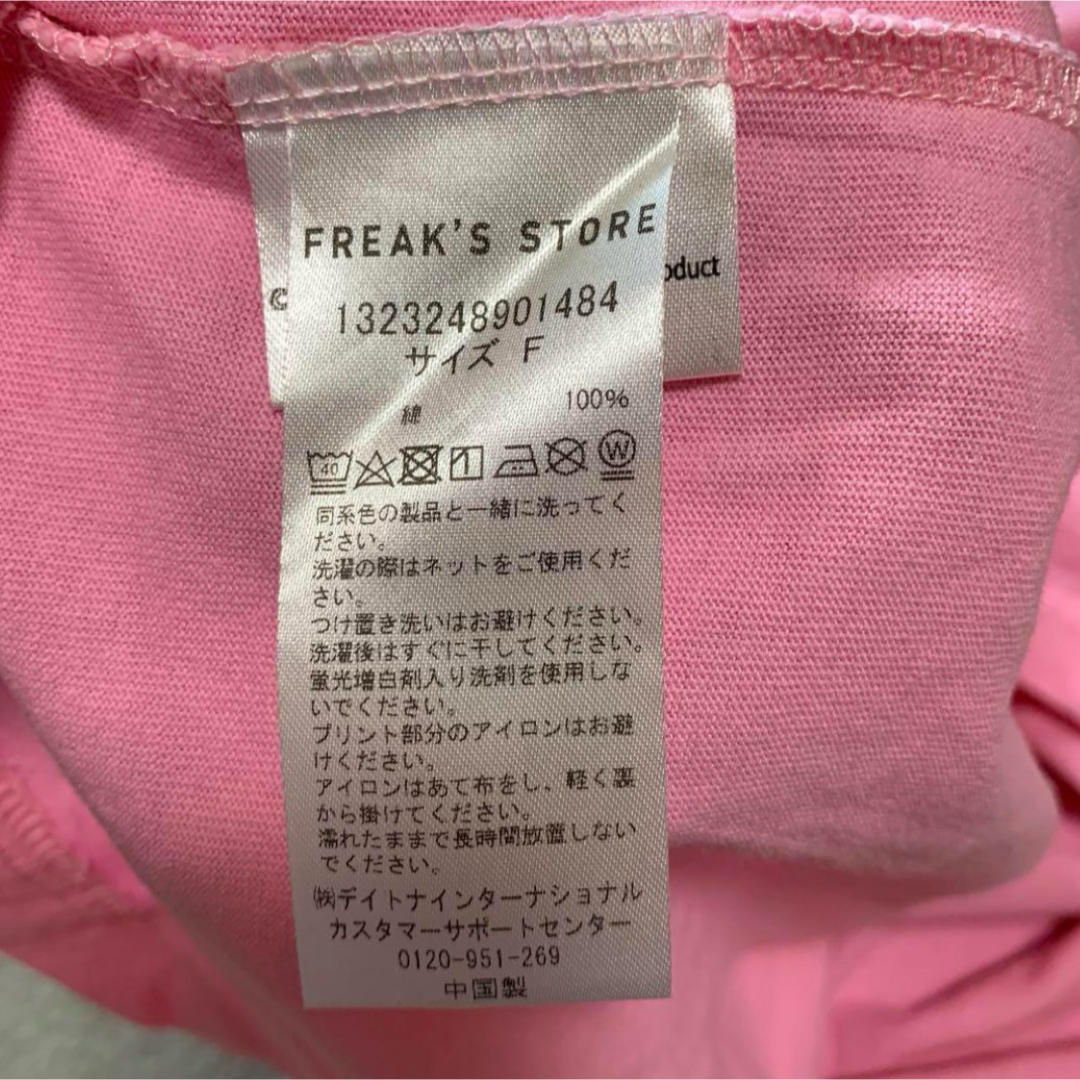 FREAK'S STORE
oduct
1323248901484
サイズ F
綿 100%
40
1
W
同系色の製品と一緒に洗ってく
ださい。
洗濯の際はネットをご使用くだ
さい。
つけ置き洗いはお避けください。
洗濯後はすぐに干してください。
蛍光増白剤入り洗剤を使用しな
いでください。
プリント部分のアイロンはお避
けください。
アイロンはあて布をし、軽く裏
から掛けてください。
濡れたままで長時間放置しない
でください。
㈱デイトナインターナショナル
カスタマーサポートセンター
0120-951-269
中国製